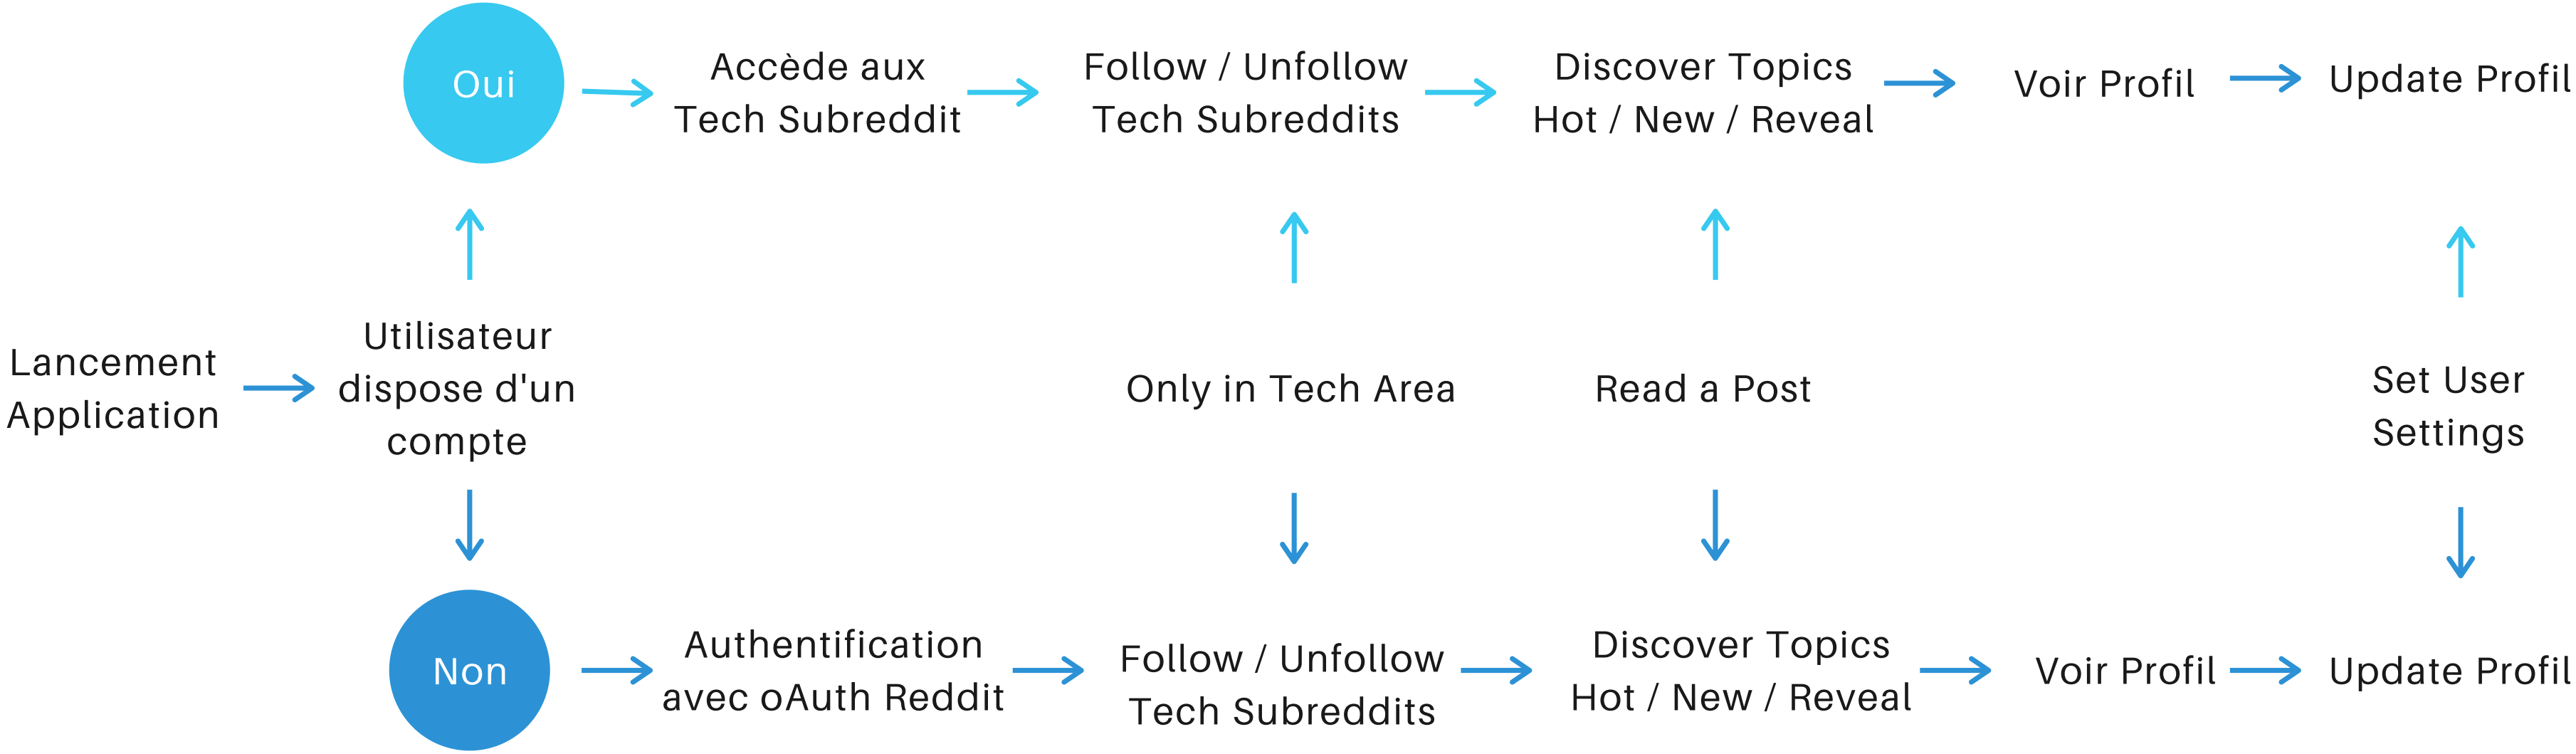 Oui
Accède aux
Tech Subreddit
Follow / Unfollow
Tech Subreddits
Discover Topics
Hot / New / Reveal
Voir Profil
Update Profil
Lancement
Application
Utilisateur
dispose d'un
compte
Only in Tech Area
Read a Post
Set User
Settings
Non
Authentification
avec oAuth Reddit
Follow / Unfollow
Tech Subreddits
Discover Topics
Hot / New / Reveal
Voir Profil
Update Profil